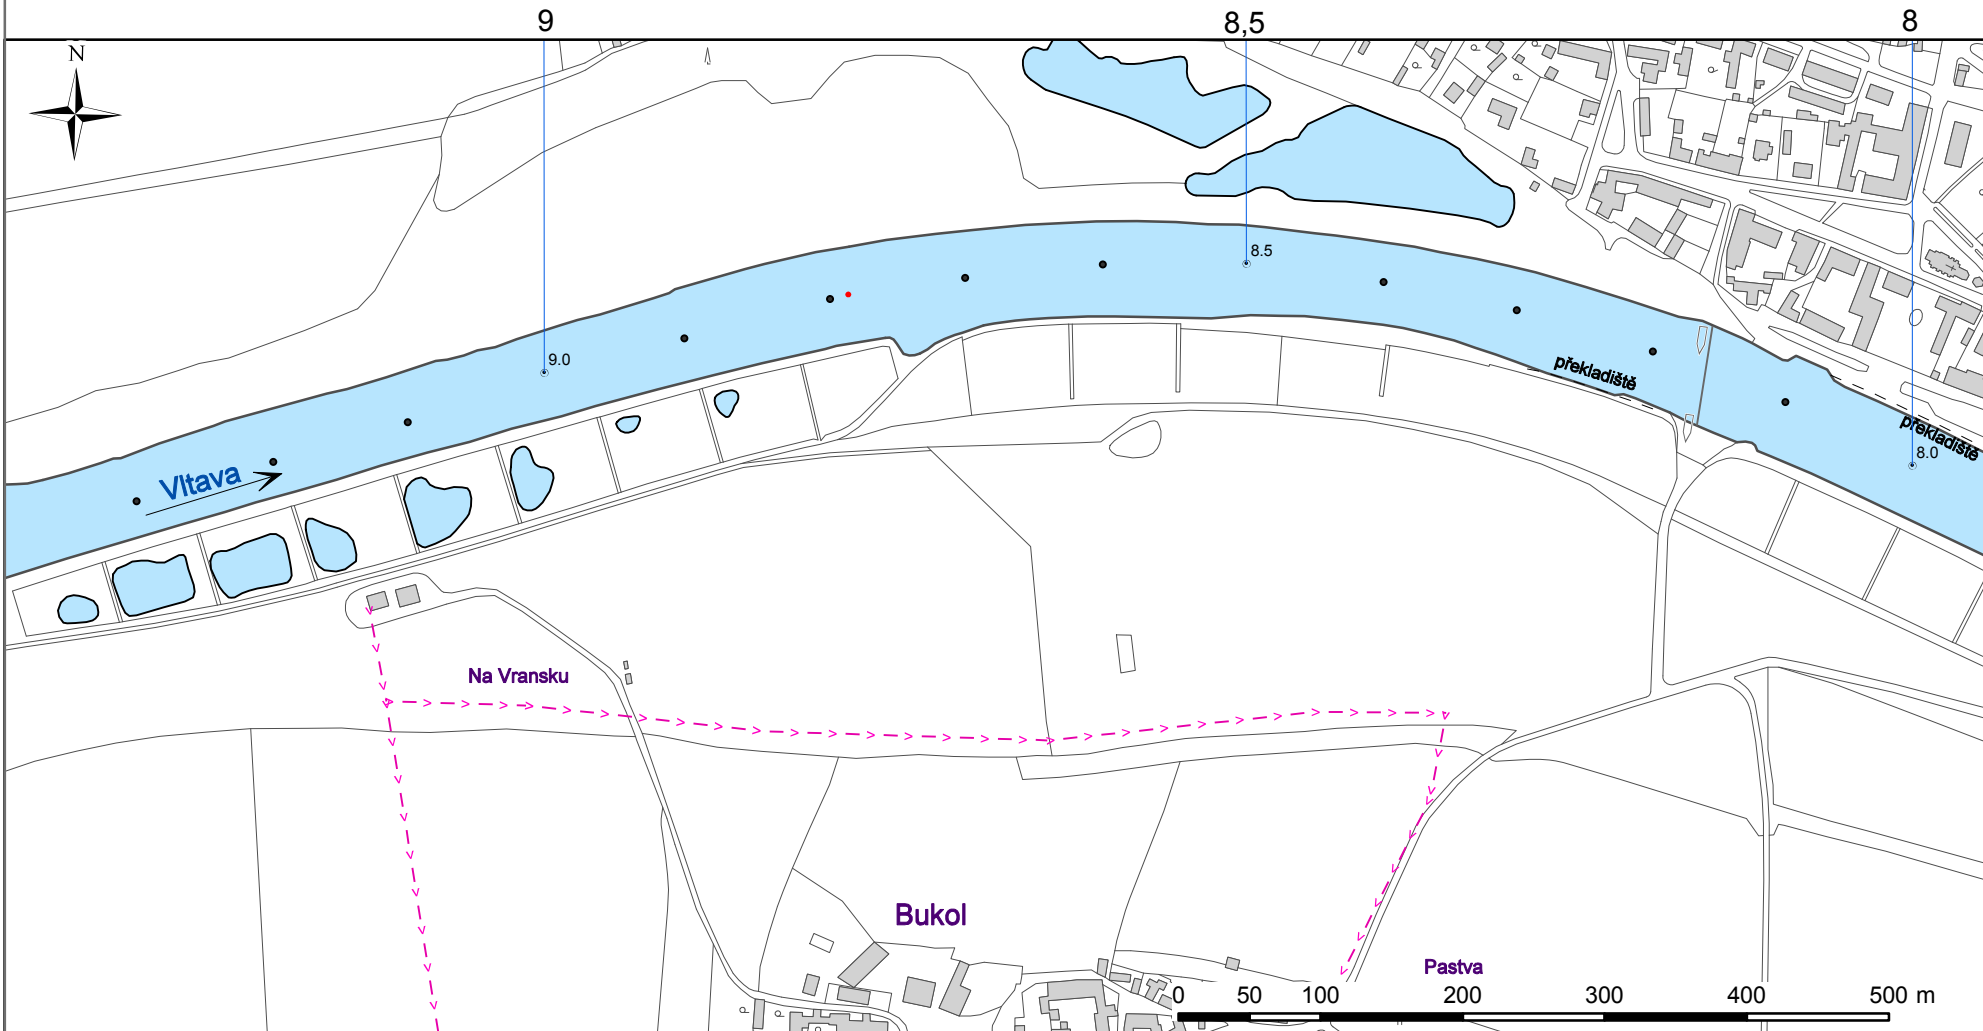 9 8,5 8
N
8.5
9.0
překladiště
překladiště
8.0
Vltava
Na Vransku
Bukol
Pastva
0 50 100 200 300 400 500 m